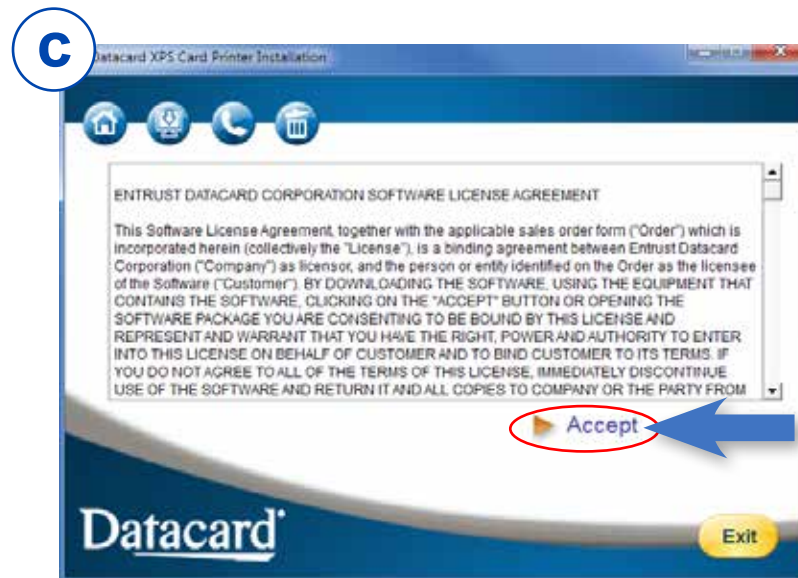 C
Datacard XPS Card Printer Installation
ENTRUST DATACARD CORPORATION SOFTWARE LICENSE AGREEMENT
This Software License Agreement, together with the applicable sales order form ("Order") which is
incorporated herein (collectively the "License"), is a binding agreement between Entrust Datacard
Corporation ("Company") as licensor, and the person or entity identified on the Order as the licensee
of the Software ("Customer"). BY DOWNLOADING THE SOFTWARE, USING THE EQUIPMENT THAT
CONTAINS THE SOFTWARE, CLICKING ON THE "ACCEPT" BUTTON OR OPENING THE
SOFTWARE PACKAGE YOU ARE CONSENTING TO BE BOUND BY THIS LICENSE AND
REPRESENT AND WARRANT THAT YOU HAVE THE RIGHT, POWER AND AUTHORITY TO ENTER
INTO THIS LICENSE ON BEHALF OF CUSTOMER AND TO BIND CUSTOMER TO ITS TERMS. IF
YOU DO NOT AGREE TO ALL OF THE TERMS OF THIS LICENSE, IMMEDIATELY DISCONTINUE
USE OF THE SOFTWARE AND RETURN IT AND ALL COPIES TO COMPANY OR THE PARTY FROM
Accept
Datacard
Exit